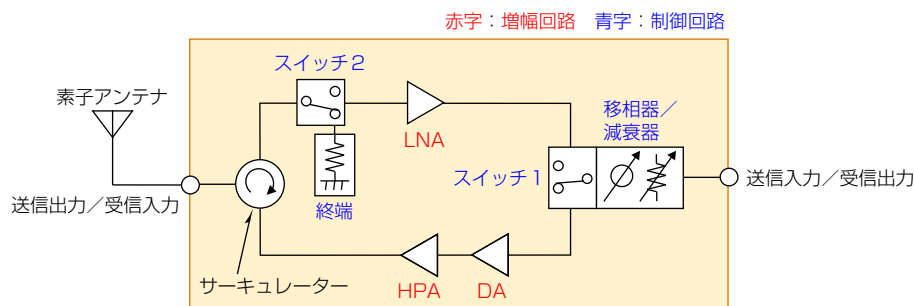 赤字：増幅回路　青字：制御回路
スイッチ2
素子アンテナ
移相器／
減衰器
LNA
スイッチ1
送信入力／受信出力
送信出力／受信入力
終端
サーキュレーター
HPA
DA